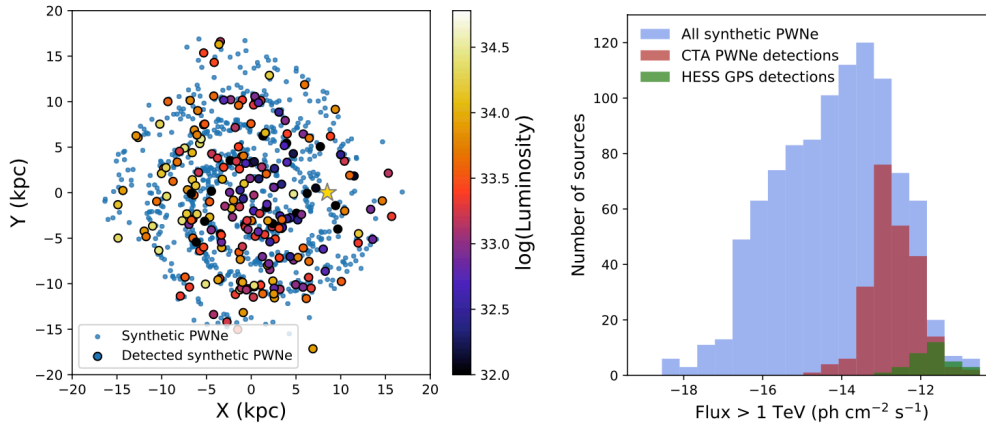 20
15
10
5
0
−5
−10
−15
−20
Y (kpc)
Synthetic PWNe
Detected synthetic PWNe
−20 −15 −10 −5 0 5 10 15 20
X (kpc)
34.5
34.0
33.5
33.0
32.5
32.0
log(Luminosity)
120
100
80
60
40
20
0
Number of sources
All synthetic PWNe
CTA PWNe detections
HESS GPS detections
−18 −16 −14 −12
Flux > 1 TeV (ph cm⁻² s⁻¹)